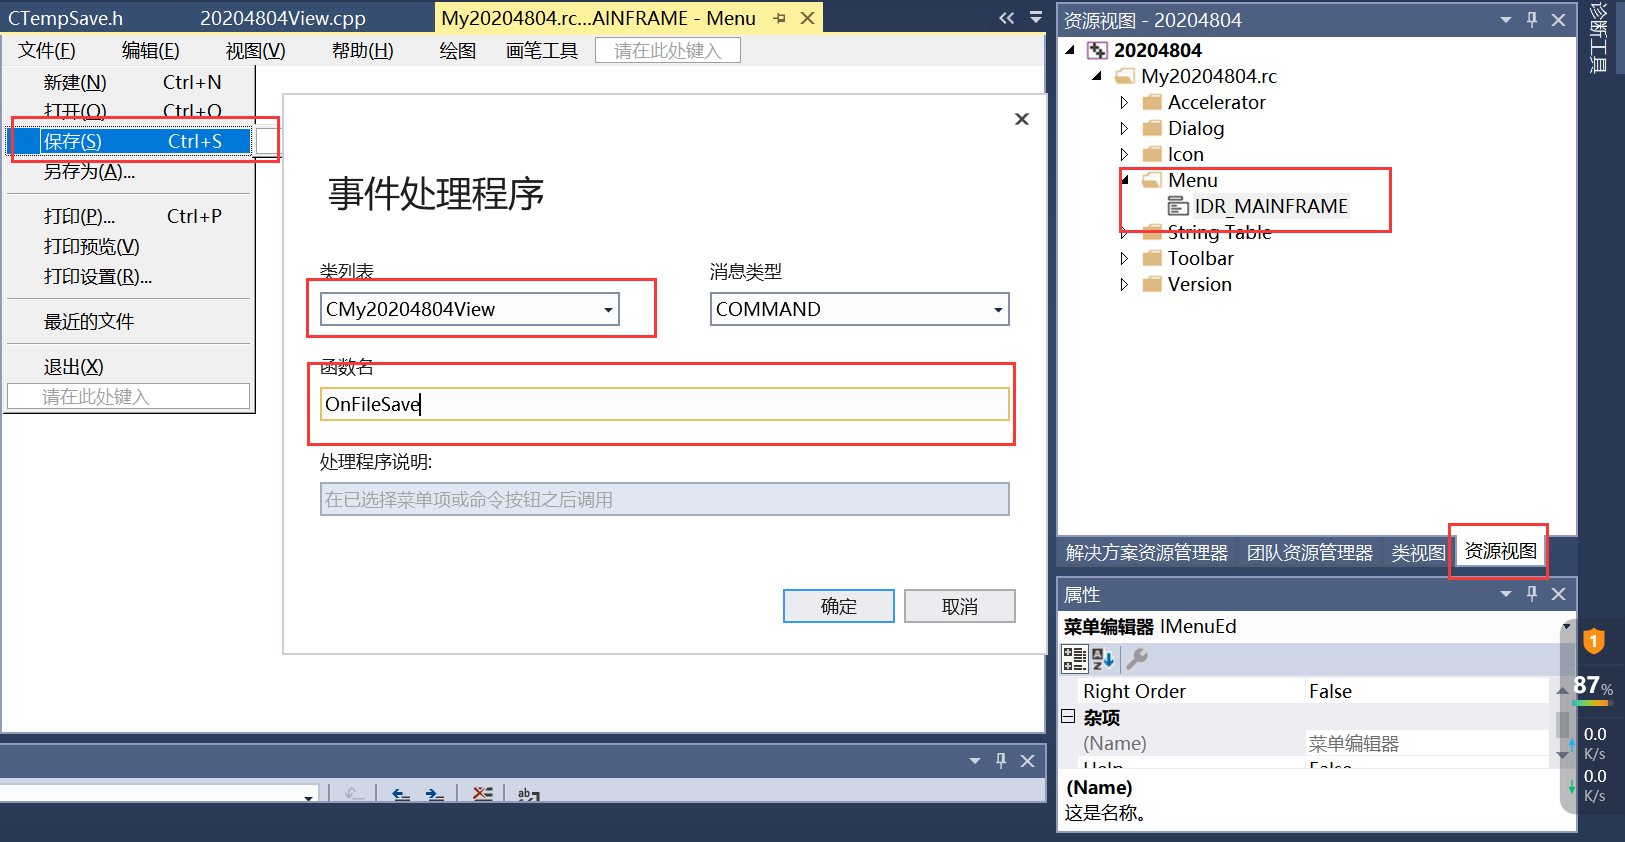 CTempSave.h 20204804View.cpp My20204804.rc...AINFRAME - Menu
文件(F) 编辑(E) 视图(V) 帮助(H) 绘图 画笔工具 请在此处键入
新建(N) Ctrl+N
打开(O) Ctrl+O
保存(S) Ctrl+S
另存为(A)...
打印(P)... Ctrl+P
打印预览(V)
打印设置(R)...
最近的文件
退出(X)
请在此处键入
事件处理程序
类列表 消息类型
CMy20204804View COMMAND
函数名
OnFileSave
处理程序说明:
在已选择菜单项或命令按钮之后调用
确定 取消
资源视图 - 20204804
20204804
My20204804.rc
Accelerator
Dialog
Icon
Menu
IDR_MAINFRAME
String Table
Toolbar
Version
解决方案资源管理器 团队资源管理器 类视图 资源视图
属性
菜单编辑器 IMenuEd
Right Order False
杂项
(Name) 菜单编辑器
Help False
(Name)
这是名称。
诊断工具
1
87%
0.0
K/s
0.0
K/s